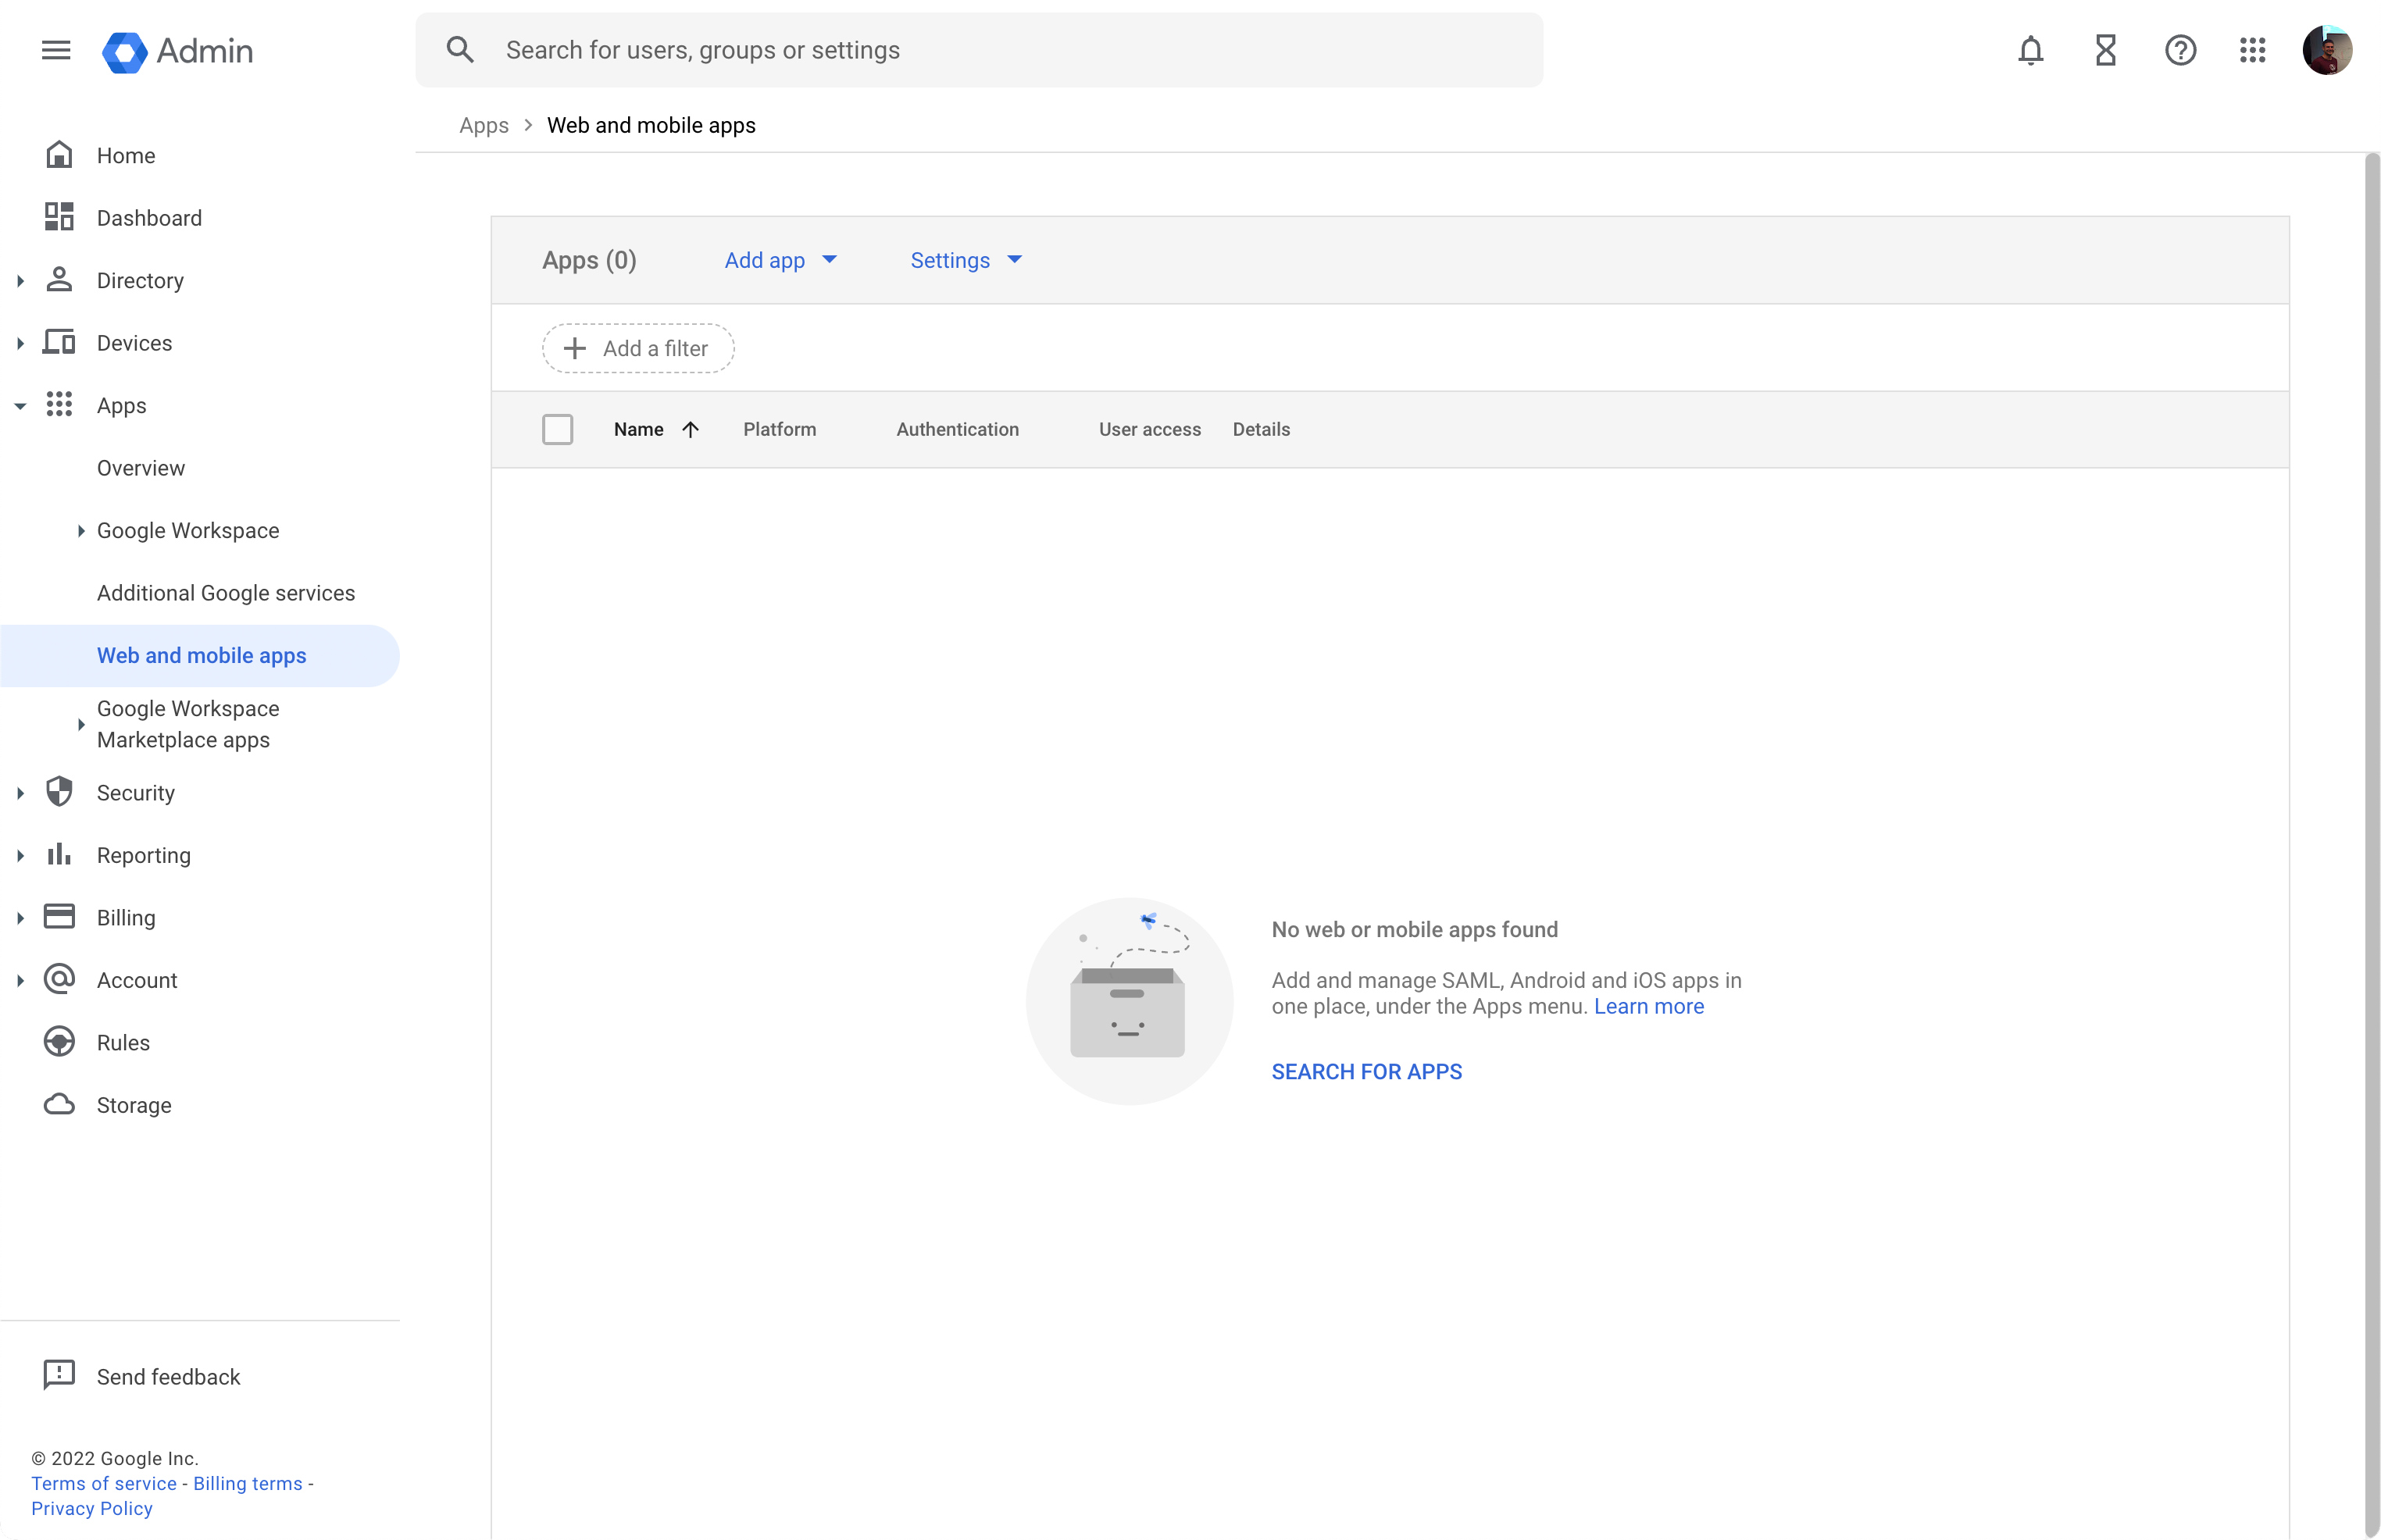 Admin
Search for users, groups or settings
Apps > Web and mobile apps
Home
Dashboard
Directory
Devices
Apps
Overview
Google Workspace
Additional Google services
Web and mobile apps
Google Workspace
Marketplace apps
Security
Reporting
Billing
Account
Rules
Storage
Send feedback
© 2022 Google Inc.
Terms of service - Billing terms -
Privacy Policy
Apps (0) Add app Settings
Add a filter
Name Platform Authentication User access Details
No web or mobile apps found
Add and manage SAML, Android and iOS apps in
one place, under the Apps menu. Learn more
SEARCH FOR APPS